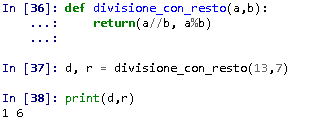 In [36]: def divisione_con_resto(a,b):
    ...:     return(a//b, a%b)
    ...:
In [37]: d, r = divisione_con_resto(13,7)
In [38]: print(d,r)
1 6